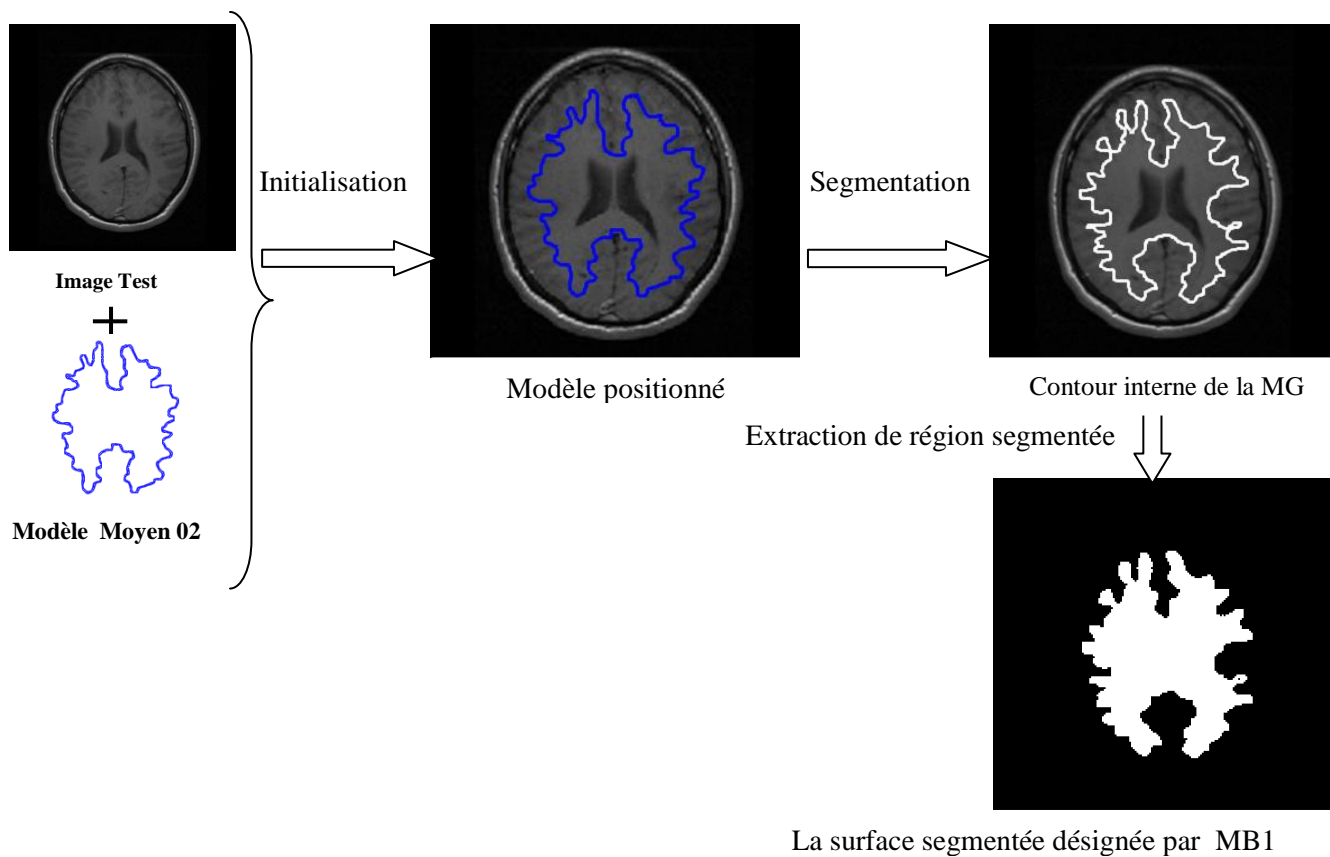 Image Test
+
Modèle Moyen 02
Initialisation
Modèle positionné
Segmentation
Contour interne de la MG
Extraction de région segmentée
La surface segmentée désignée par MB1